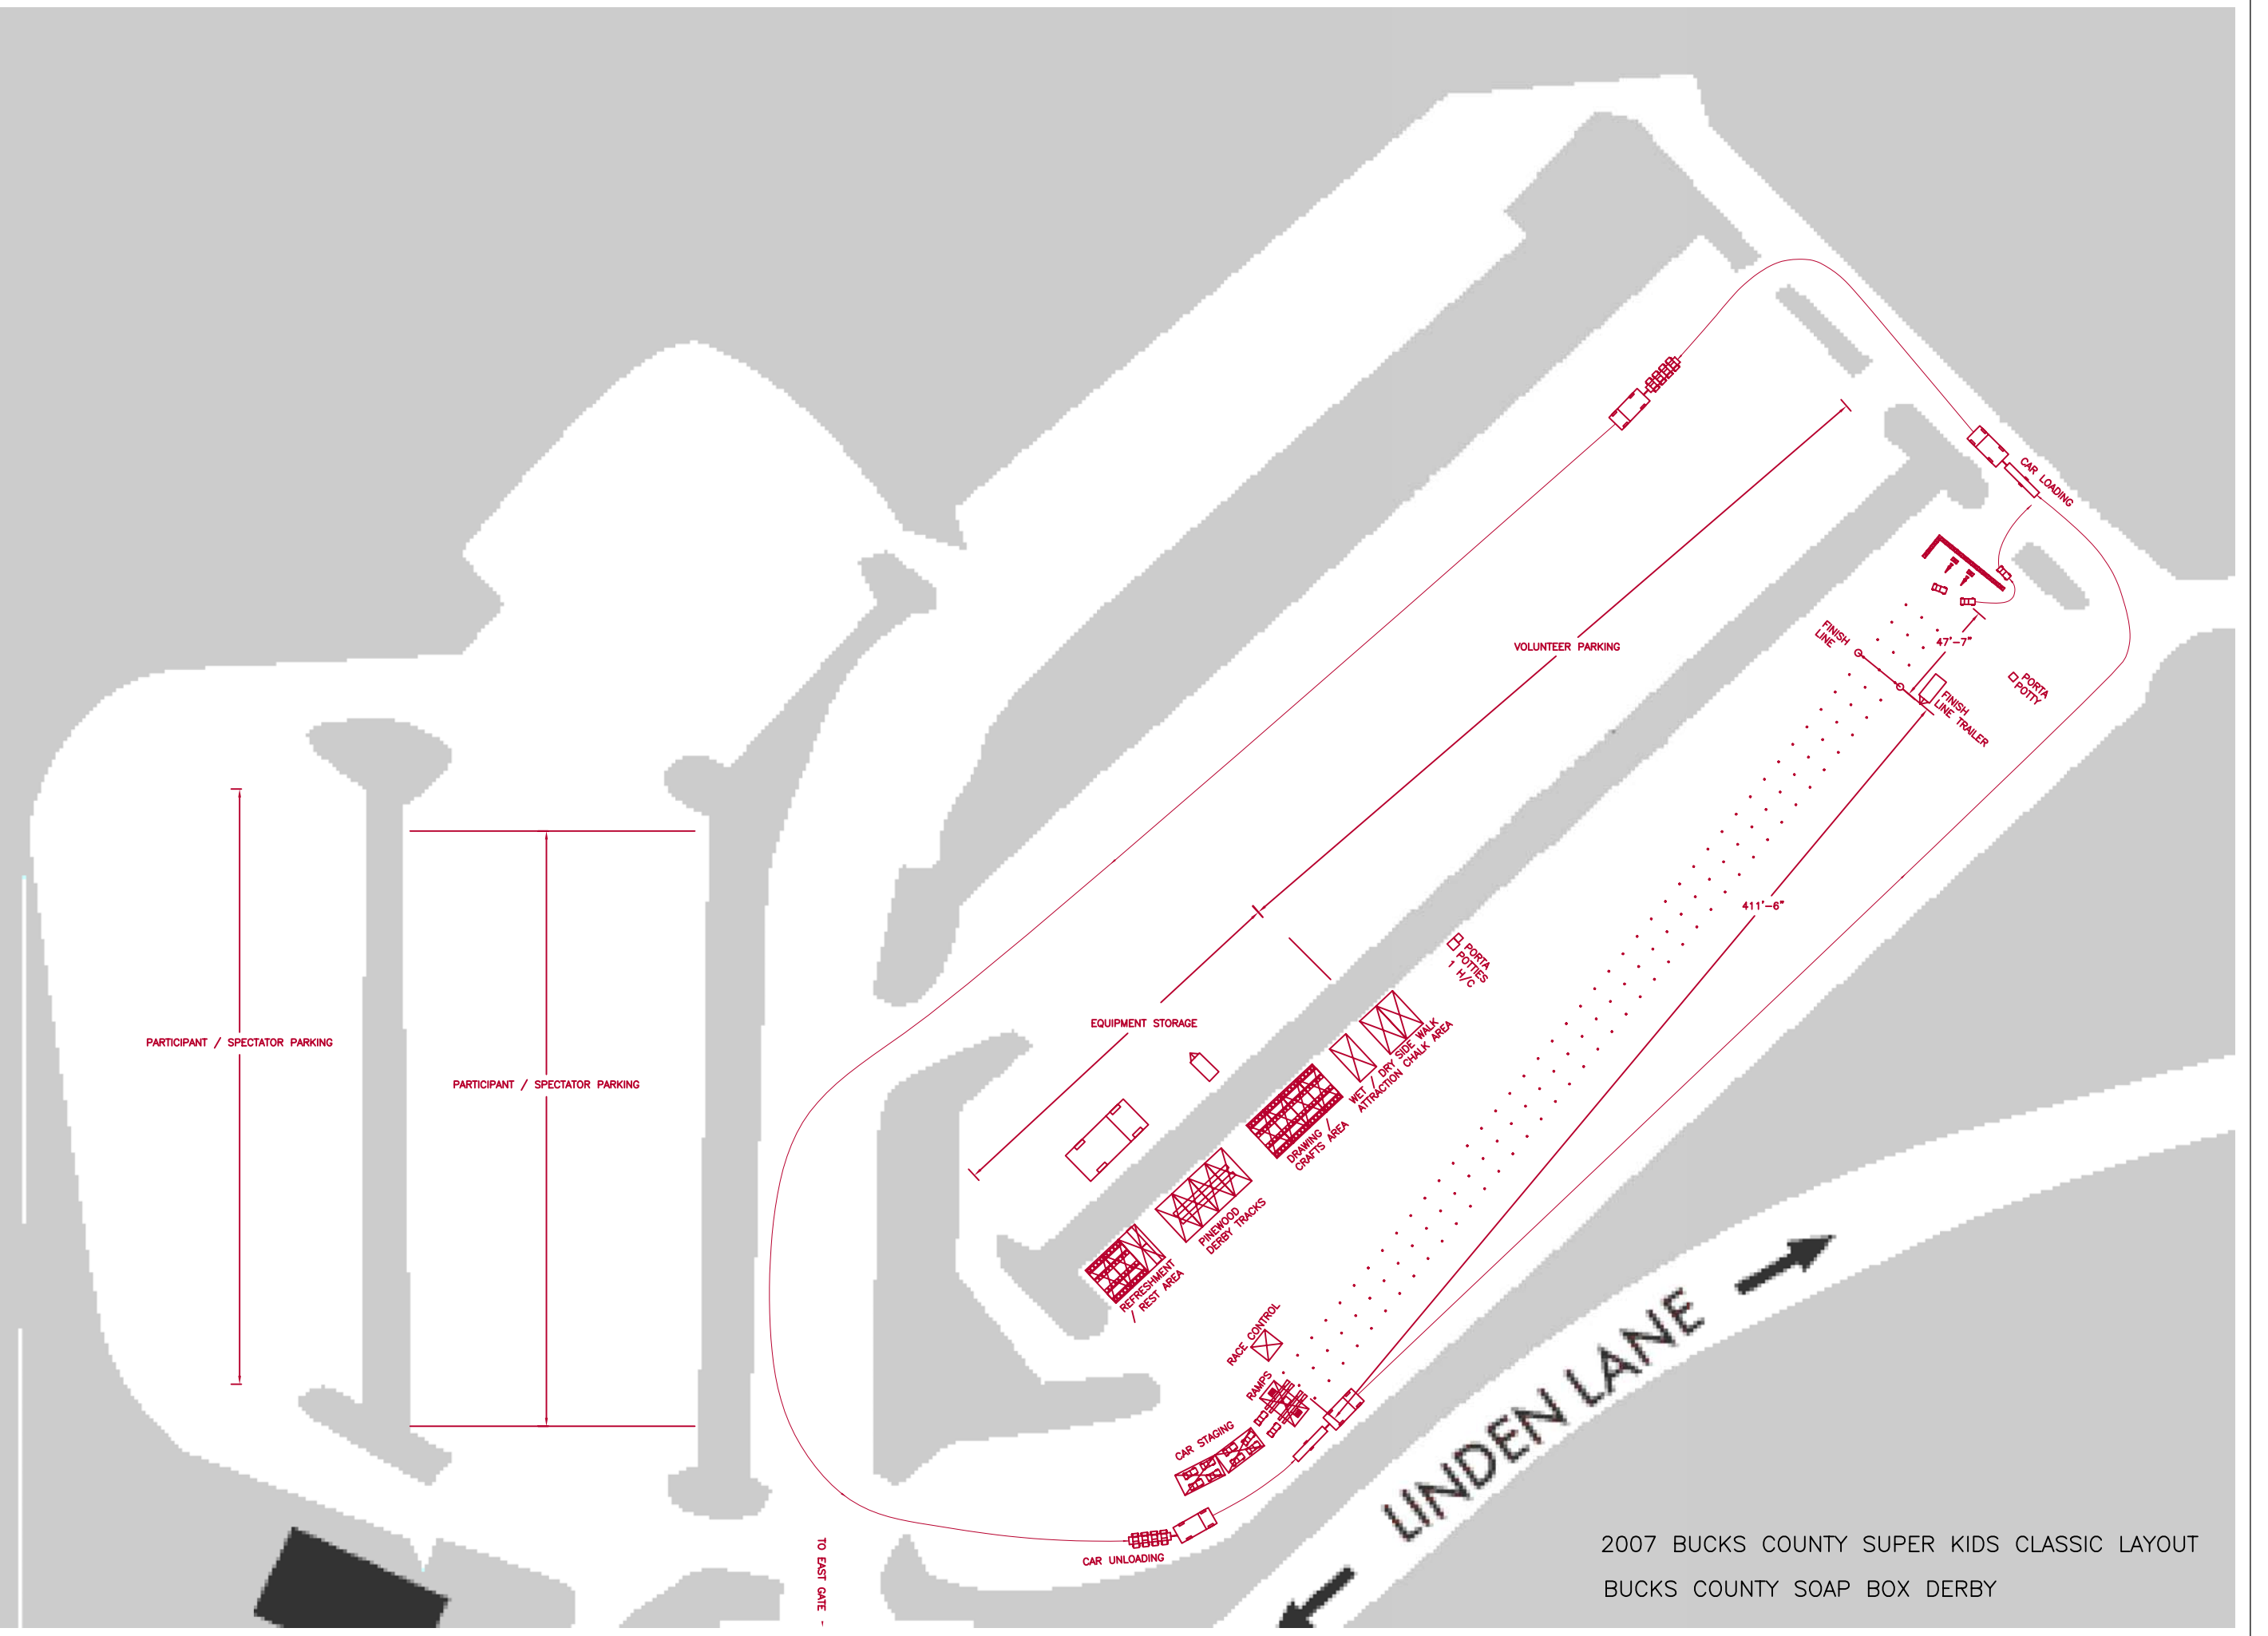 CAR LOADING
FINISH
LINE
47'-7"
VOLUNTEER PARKING
PORTA
POTTY
FINISH
LINE TRAILER
411'-6"
PORTA
POTTIES
1 H/C
EQUIPMENT STORAGE
PARTICIPANT / SPECTATOR PARKING
PARTICIPANT / SPECTATOR PARKING
WET / DRY SIDE WALK
ATTRACTION CHALK AREA
DRAWING /
CRAFTS AREA
PINEWOOD
DERBY TRACKS
REFRESHMENT
/ REST AREA
RACE CONTROL
RAMPS
CAR STAGING
CAR UNLOADING
TO EAST GATE -
LINDEN LANE
2007 BUCKS COUNTY SUPER KIDS CLASSIC LAYOUT
BUCKS COUNTY SOAP BOX DERBY